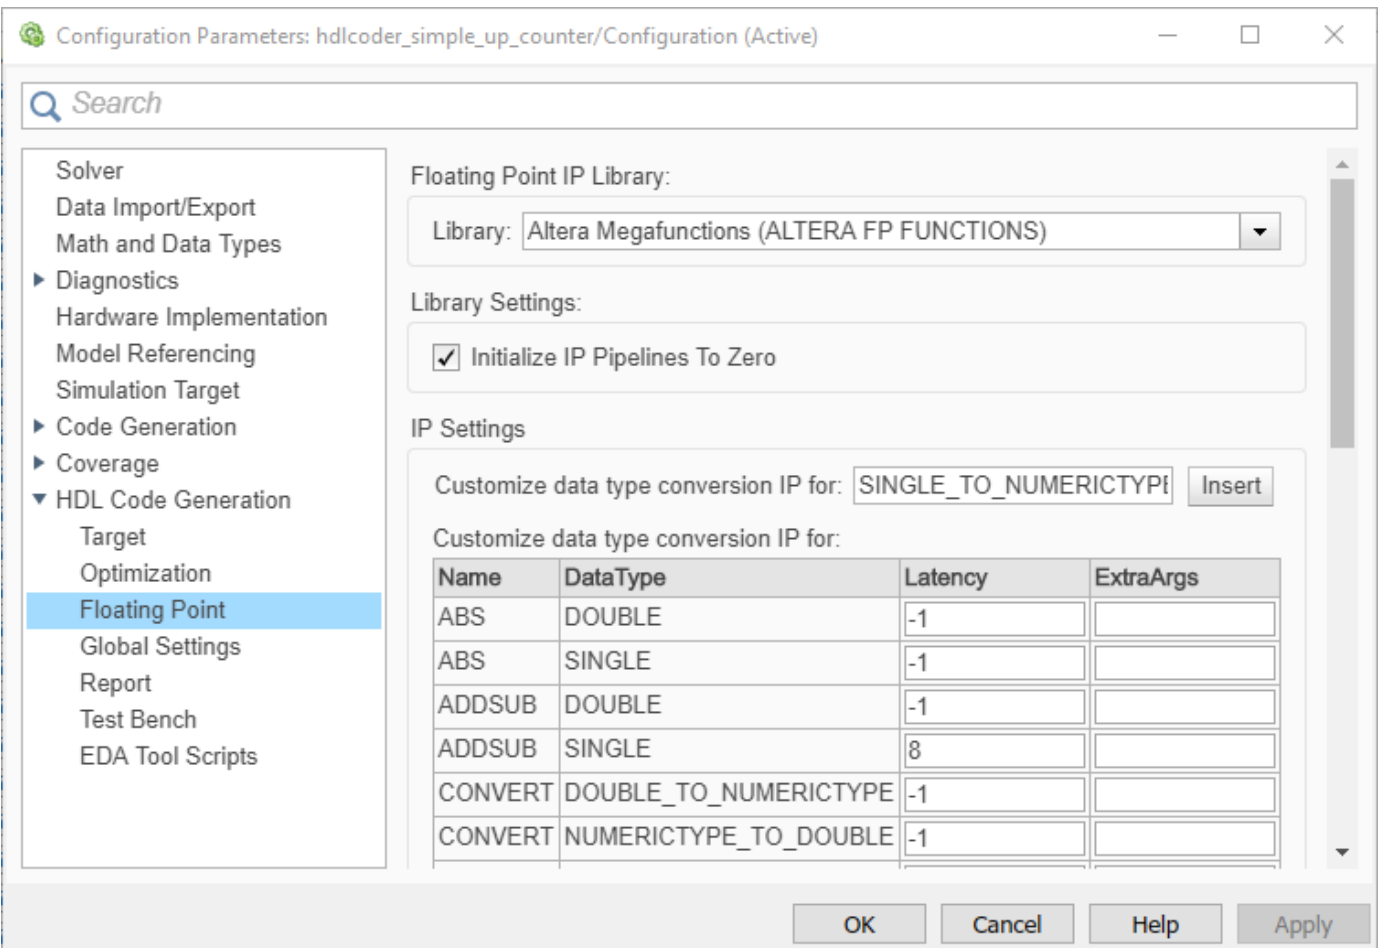 Configuration Parameters: hdlcoder_simple_up_counter/Configuration (Active)
Search
Solver
Data Import/Export
Math and Data Types
Diagnostics
Hardware Implementation
Model Referencing
Simulation Target
Code Generation
Coverage
HDL Code Generation
Target
Optimization
Floating Point
Global Settings
Report
Test Bench
EDA Tool Scripts
Floating Point IP Library:
Library: Altera Megafunctions (ALTERA FP FUNCTIONS)
Library Settings:
Initialize IP Pipelines To Zero
IP Settings
Customize data type conversion IP for: SINGLE_TO_NUMERICTYPE Insert
Customize data type conversion IP for:
Name DataType Latency ExtraArgs
ABS DOUBLE -1
ABS SINGLE -1
ADDSUB DOUBLE -1
ADDSUB SINGLE 8
CONVERT DOUBLE_TO_NUMERICTYPE -1
CONVERT NUMERICTYPE_TO_DOUBLE -1
OK Cancel Help Apply